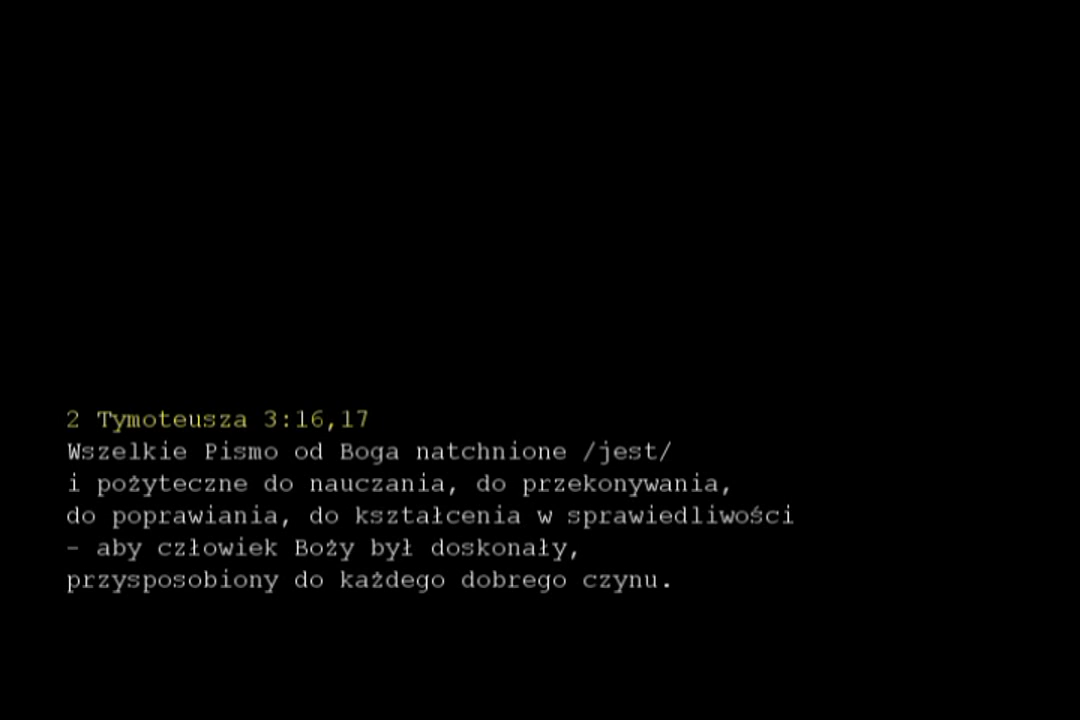 2 Tymoteusza 3:16,17
Wszelkie Pismo od Boga natchnione /jest/
i pożyteczne do nauczania, do przekonywania,
do poprawiania, do kształcenia w sprawiedliwości
- aby człowiek Boży był doskonały,
przysposobiony do każdego dobrego czynu.